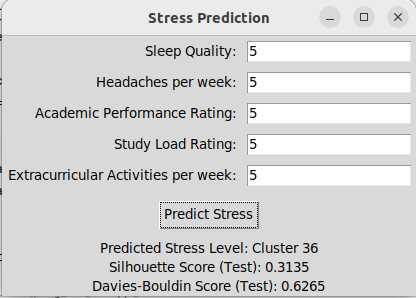 Stress Prediction
Sleep Quality: 5
Headaches per week: 5
Academic Performance Rating: 5
Study Load Rating: 5
Extracurricular Activities per week: 5
Predict Stress
Predicted Stress Level: Cluster 36
Silhouette Score (Test): 0.3135
Davies-Bouldin Score (Test): 0.6265